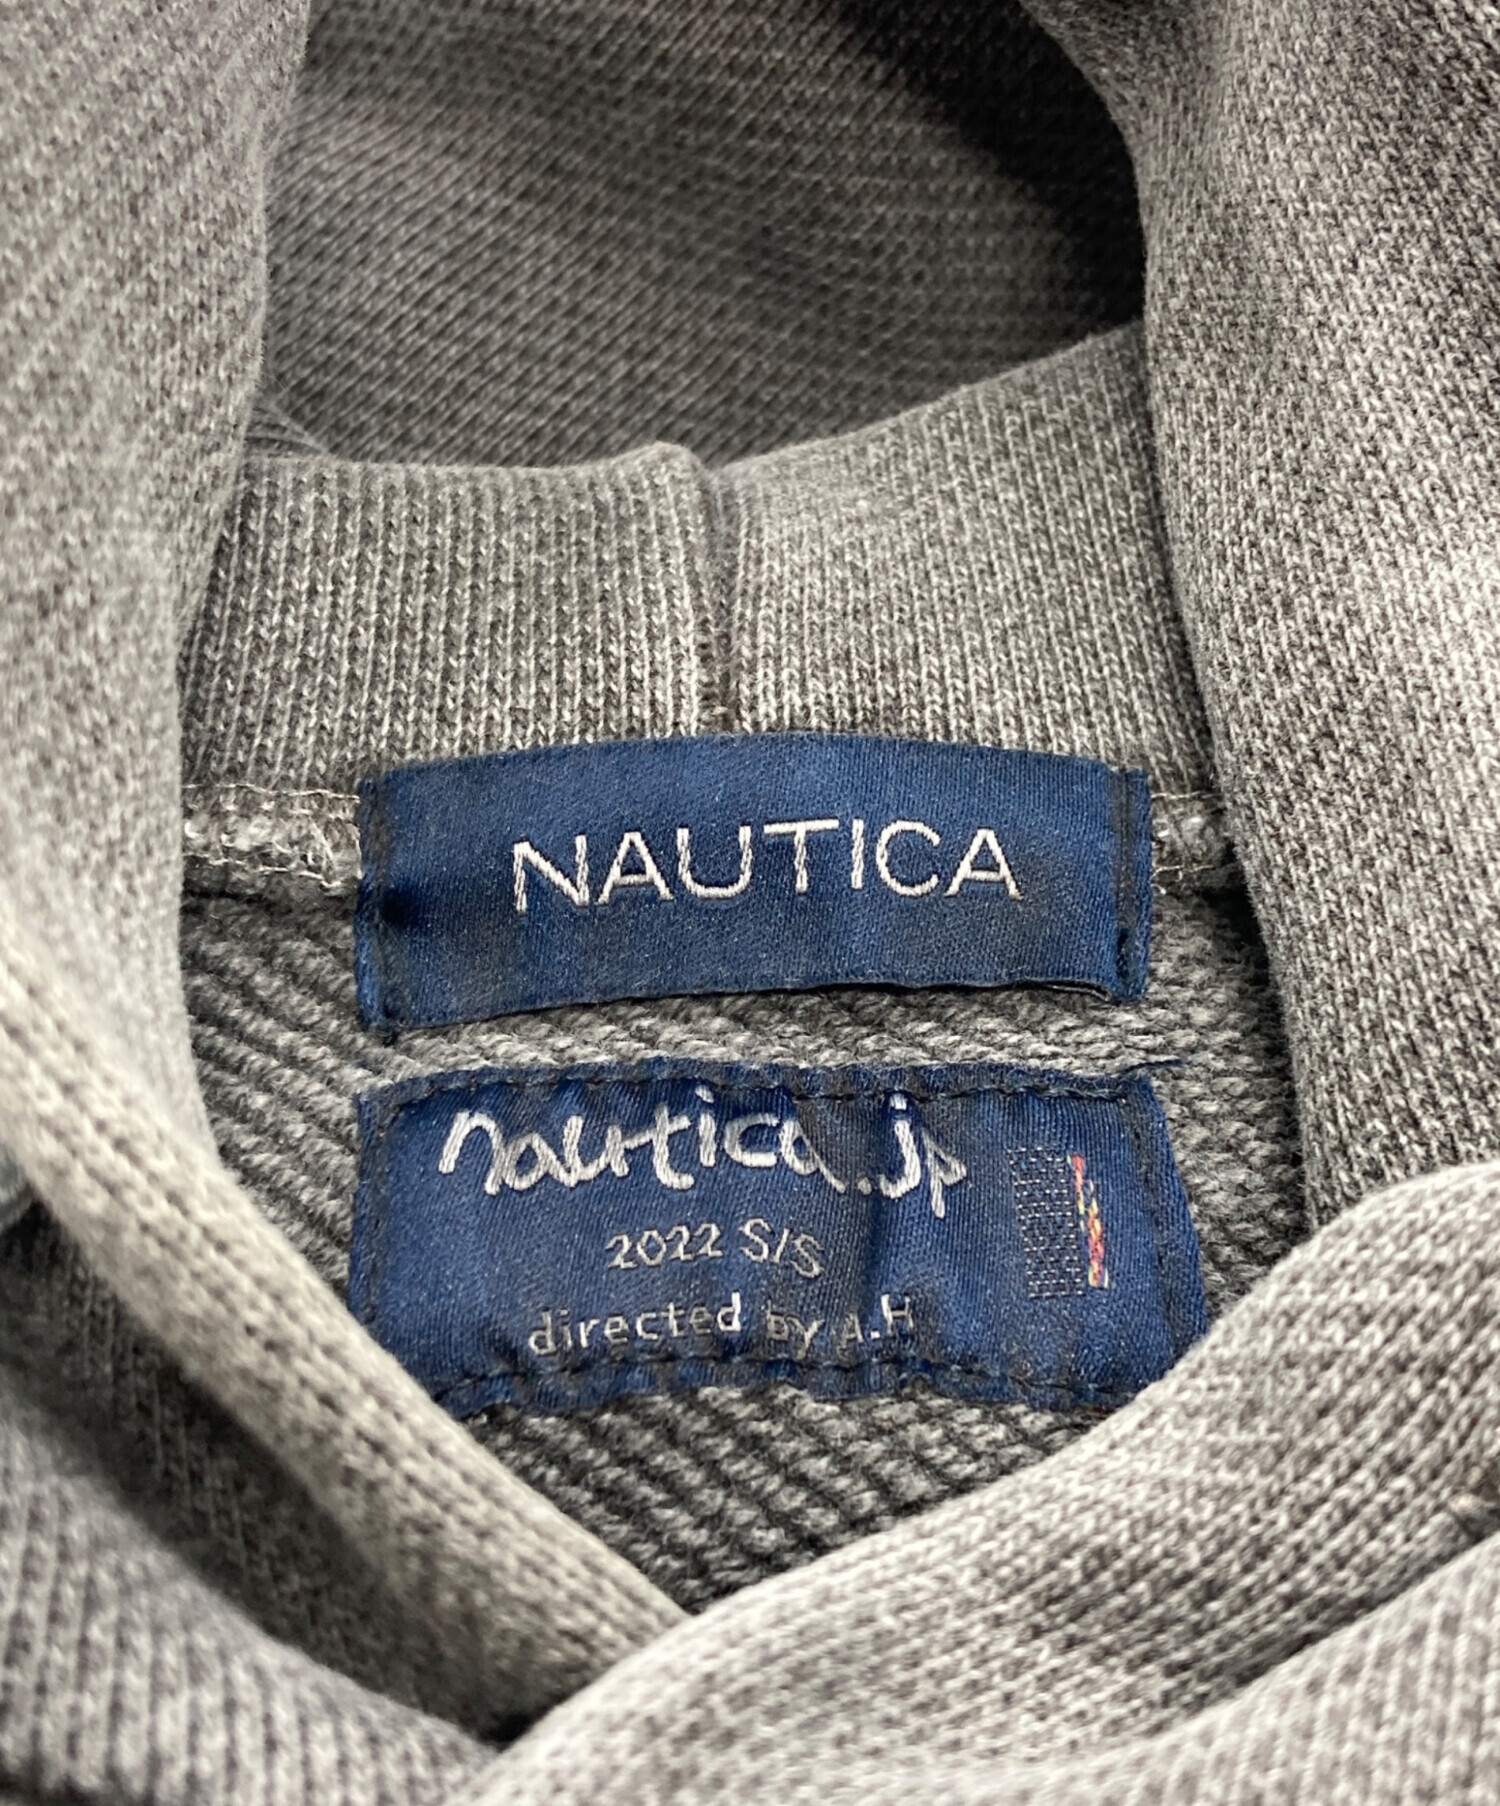 NAUTICA
nautica.jp
2022 S/S
directed by A.H